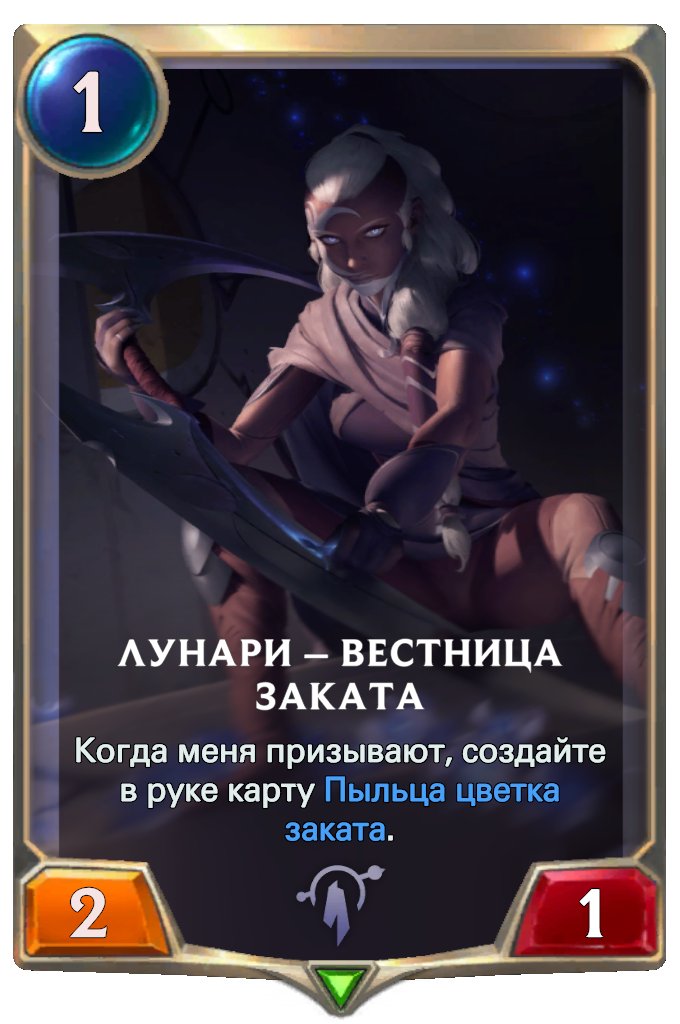 1
ЛУНАРИ – ВЕСТНИЦА
ЗАКАТА
Когда меня призывают, создайте
в руке карту Пыльца цветка
заката.
2
1